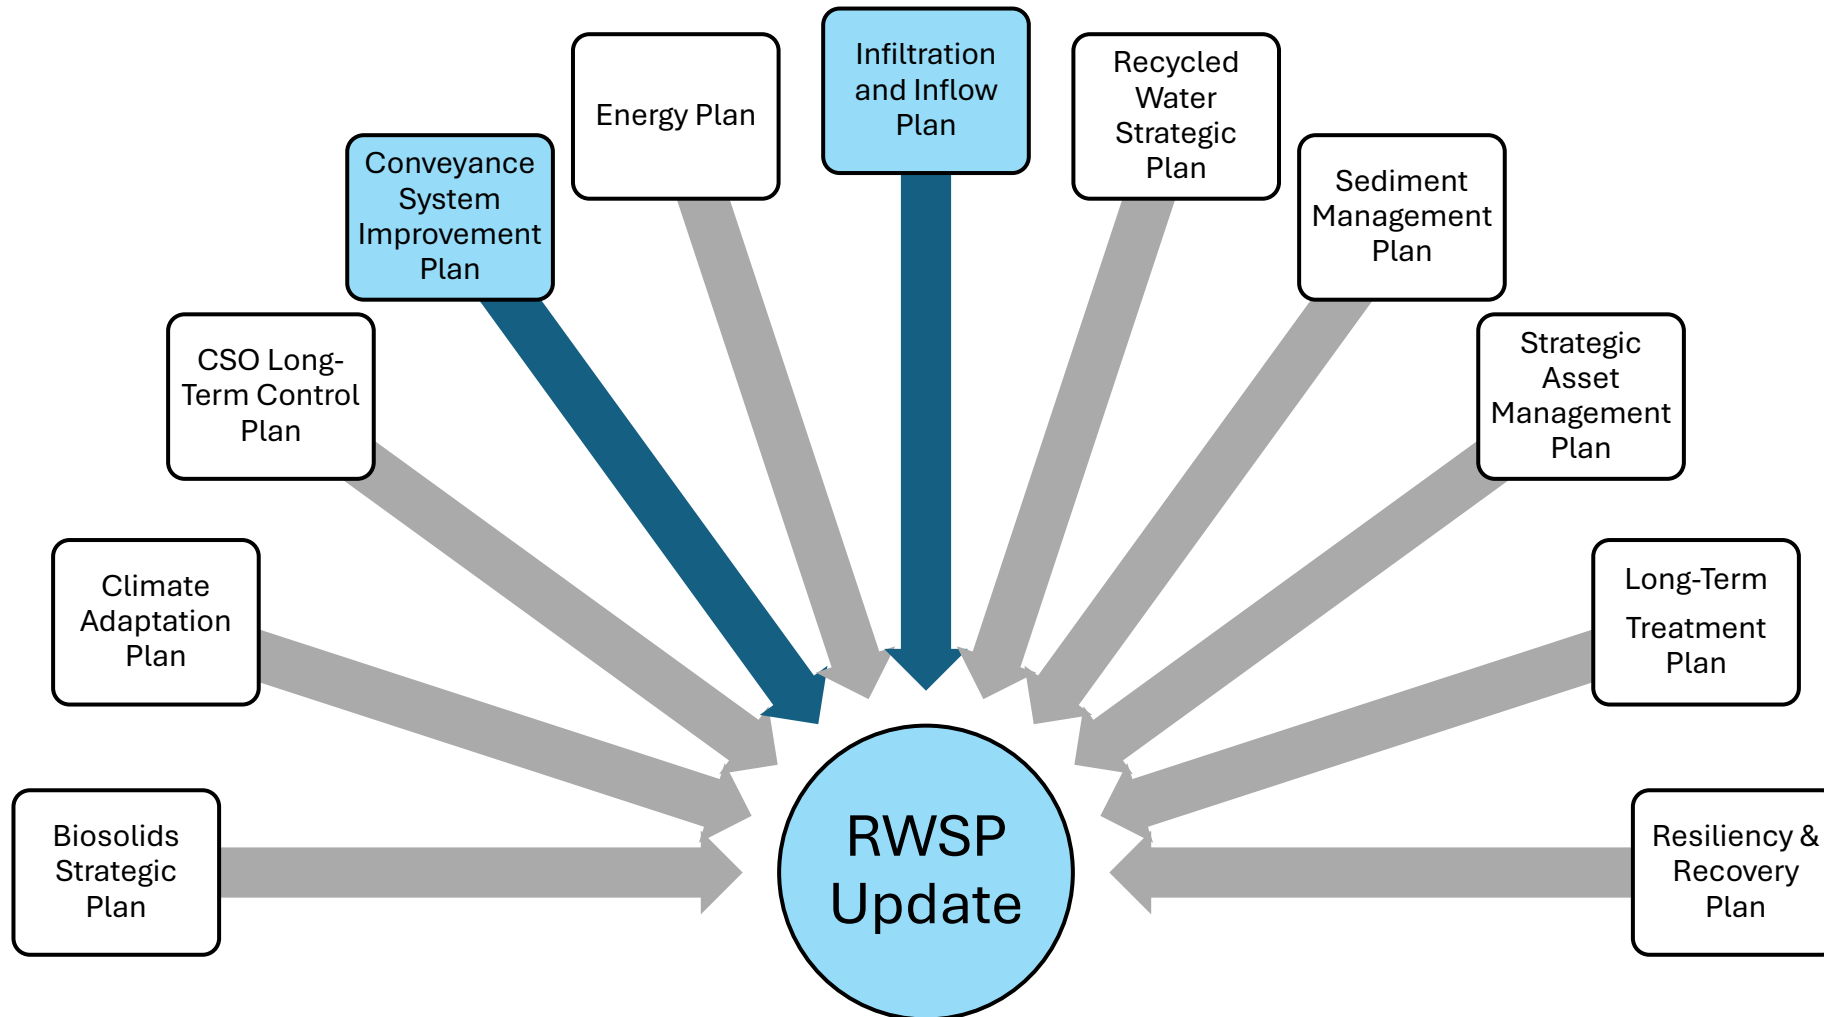 Infiltration
and Inflow
Plan
Energy Plan
Recycled
Water
Strategic
Plan
Conveyance
System
Improvement
Plan
Sediment
Management
Plan
CSO Long-
Term Control
Plan
Strategic
Asset
Management
Plan
Climate
Adaptation
Plan
Long-Term
Treatment
Plan
Biosolids
Strategic
Plan
RWSP
Update
Resiliency &
Recovery
Plan